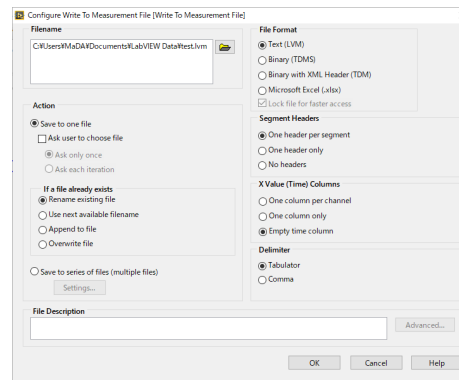 Configure Write To Measurement File [Write To Measurement File]
Filename
C:¥Users¥MaDA¥Documents¥LabVIEW Data¥test.lvm
Action
Save to one file
Ask user to choose file
Ask only once
Ask each iteration
If a file already exists
Rename existing file
Use next available filename
Append to file
Overwrite file
Save to series of files (multiple files)
Settings...
File Format
Text (LVM)
Binary (TDMS)
Binary with XML Header (TDM)
Microsoft Excel (.xlsx)
Lock file for faster access
Segment Headers
One header per segment
One header only
No headers
X Value (Time) Columns
One column per channel
One column only
Empty time column
Delimiter
Tabulator
Comma
File Description
Advanced...
OK
Cancel
Help